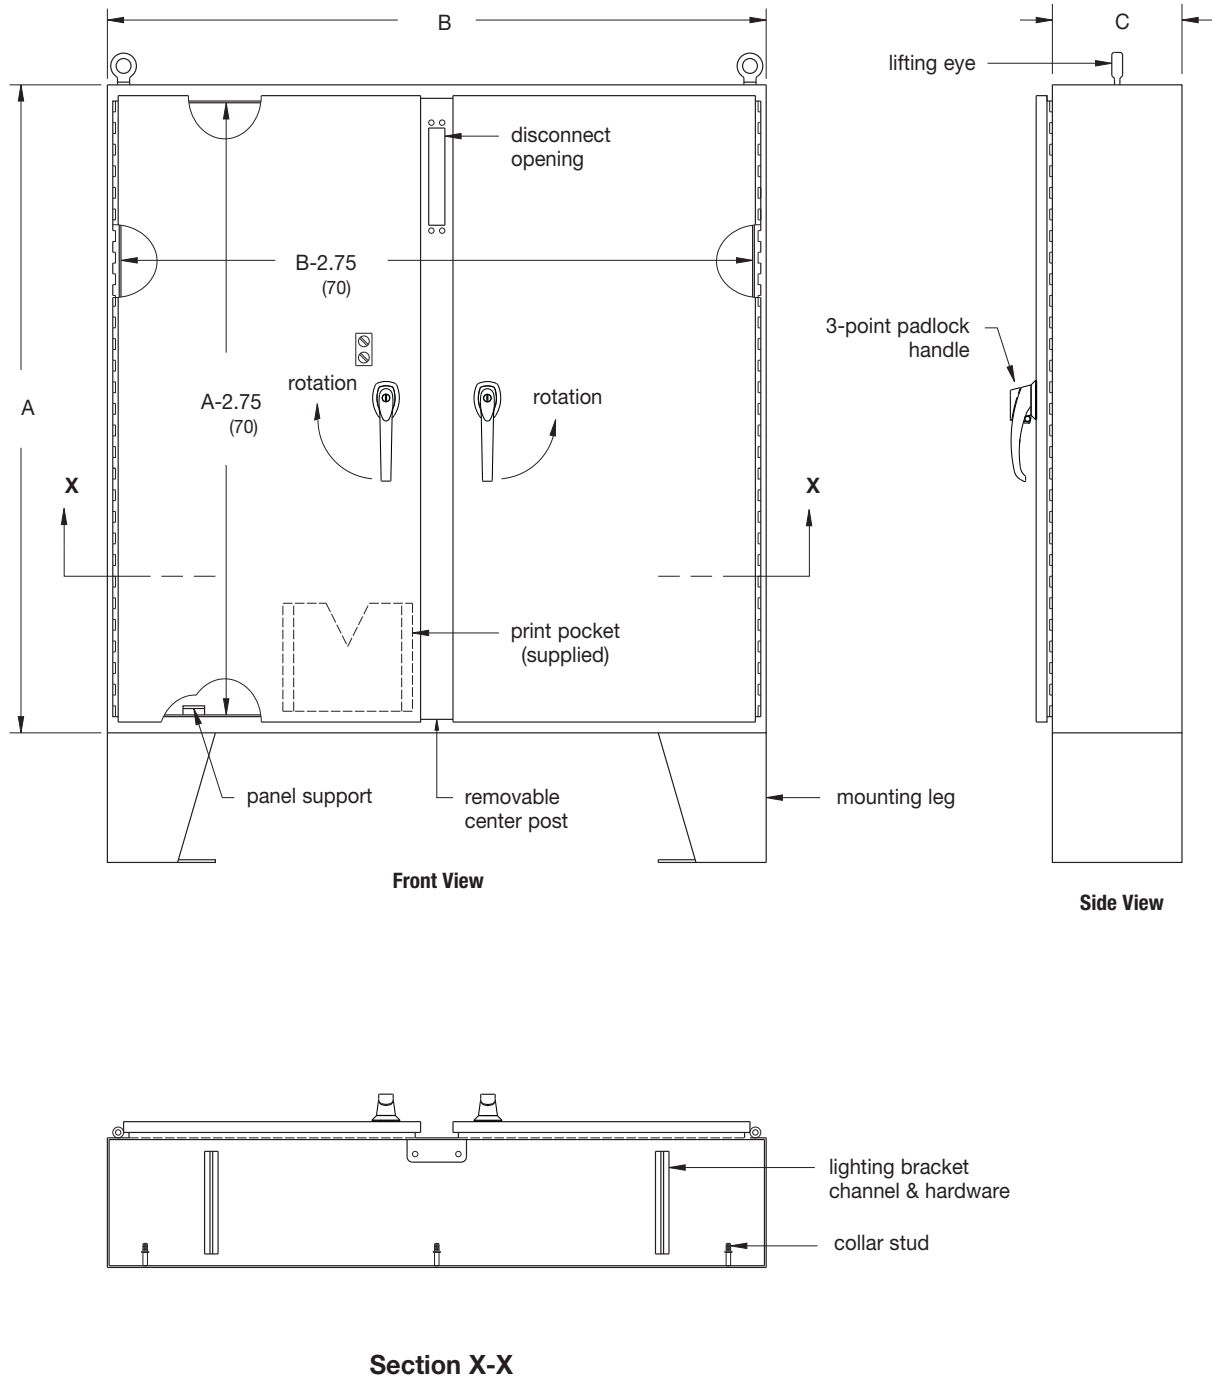 B
C
lifting eye
disconnect
opening
B-2.75
(70)
3-point padlock
handle
rotation
A-2.75
(70)
rotation
A
X
X
print pocket
(supplied)
panel support
removable
center post
mounting leg
Front View
Side View
lighting bracket
channel & hardware
collar stud
Section X-X